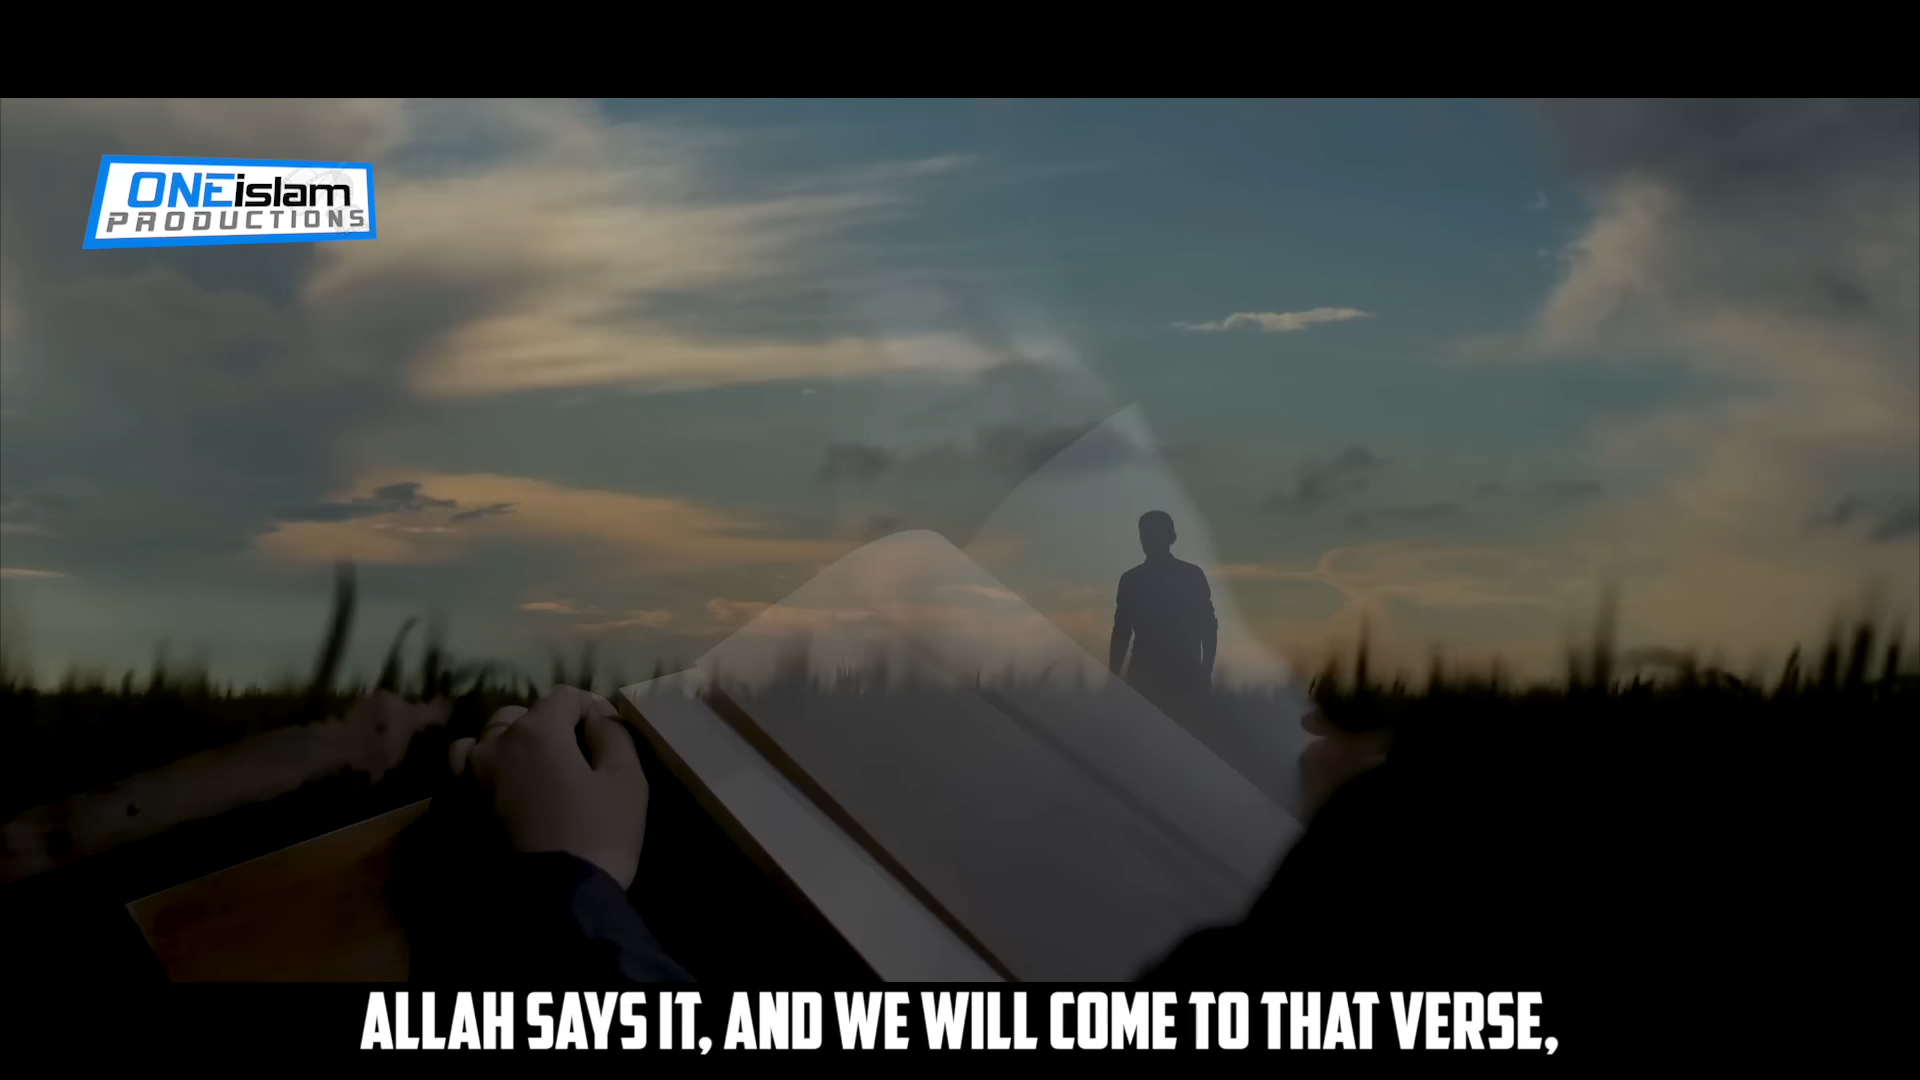 ONEislam
PRODUCTIONS
ALLAH SAYS IT, AND WE WILL COME TO THAT VERSE,